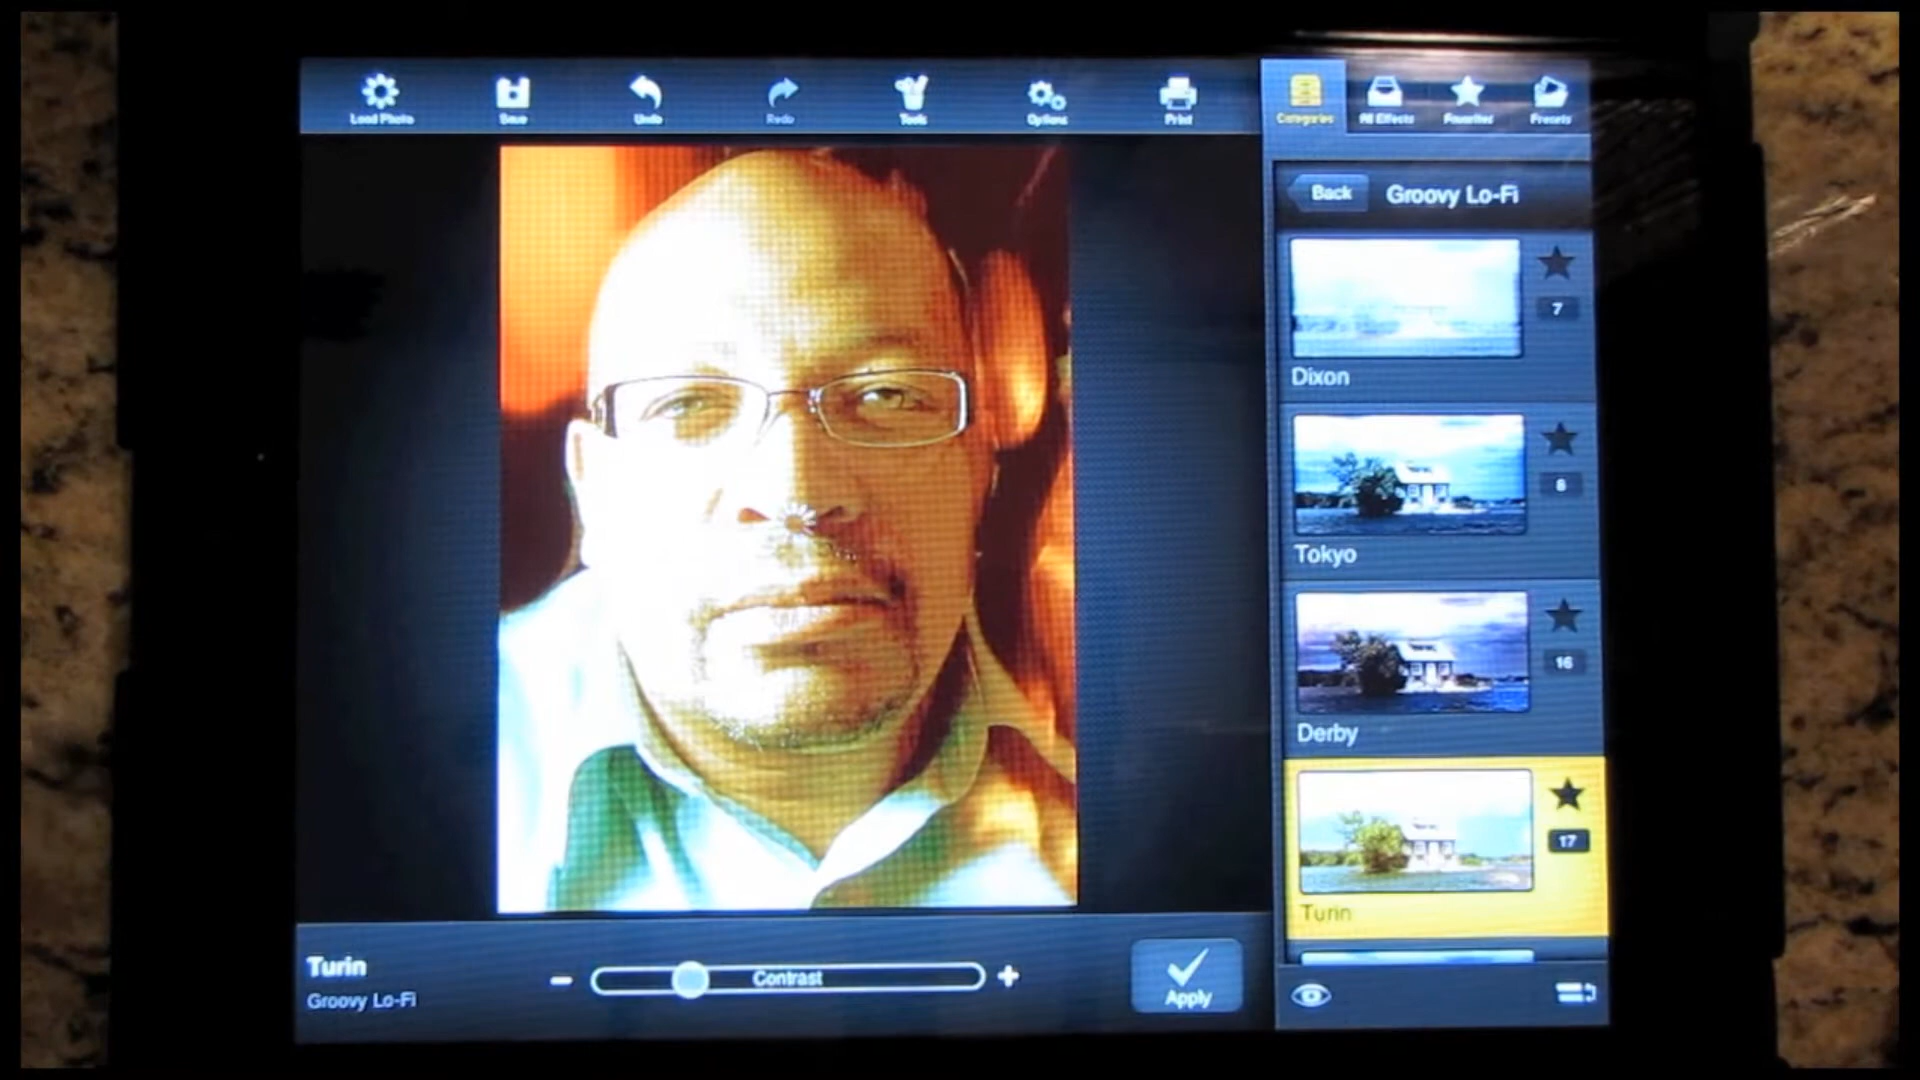 Load Photo
Save
Undo
Redo
Tools
Options
Print
Categories
All Effects
Favorites
Presets
Back
Groovy Lo-Fi
7
Dixon
6
Tokyo
16
Derby
17
Turin
Turin
Groovy Lo-Fi
Contrast
Apply